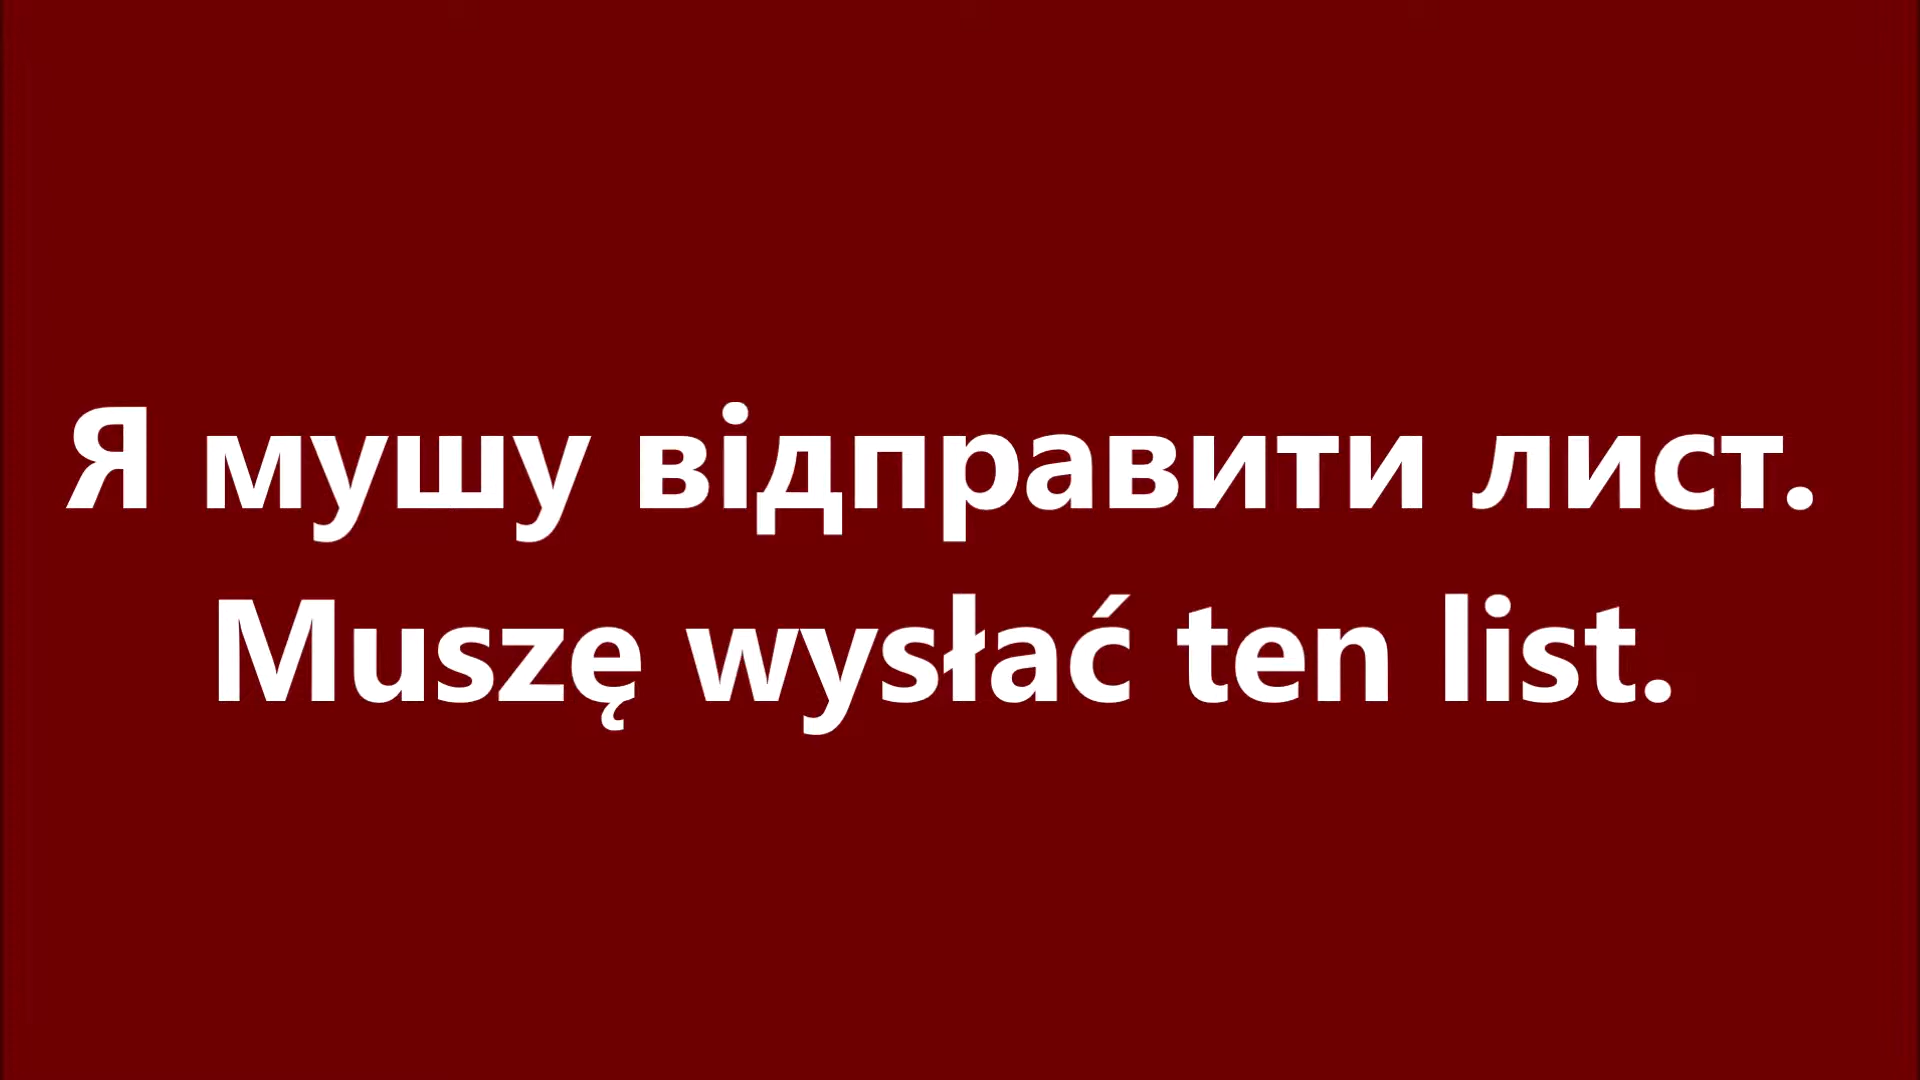 Я мушу відправити лист.
Muszę wysłać ten list.